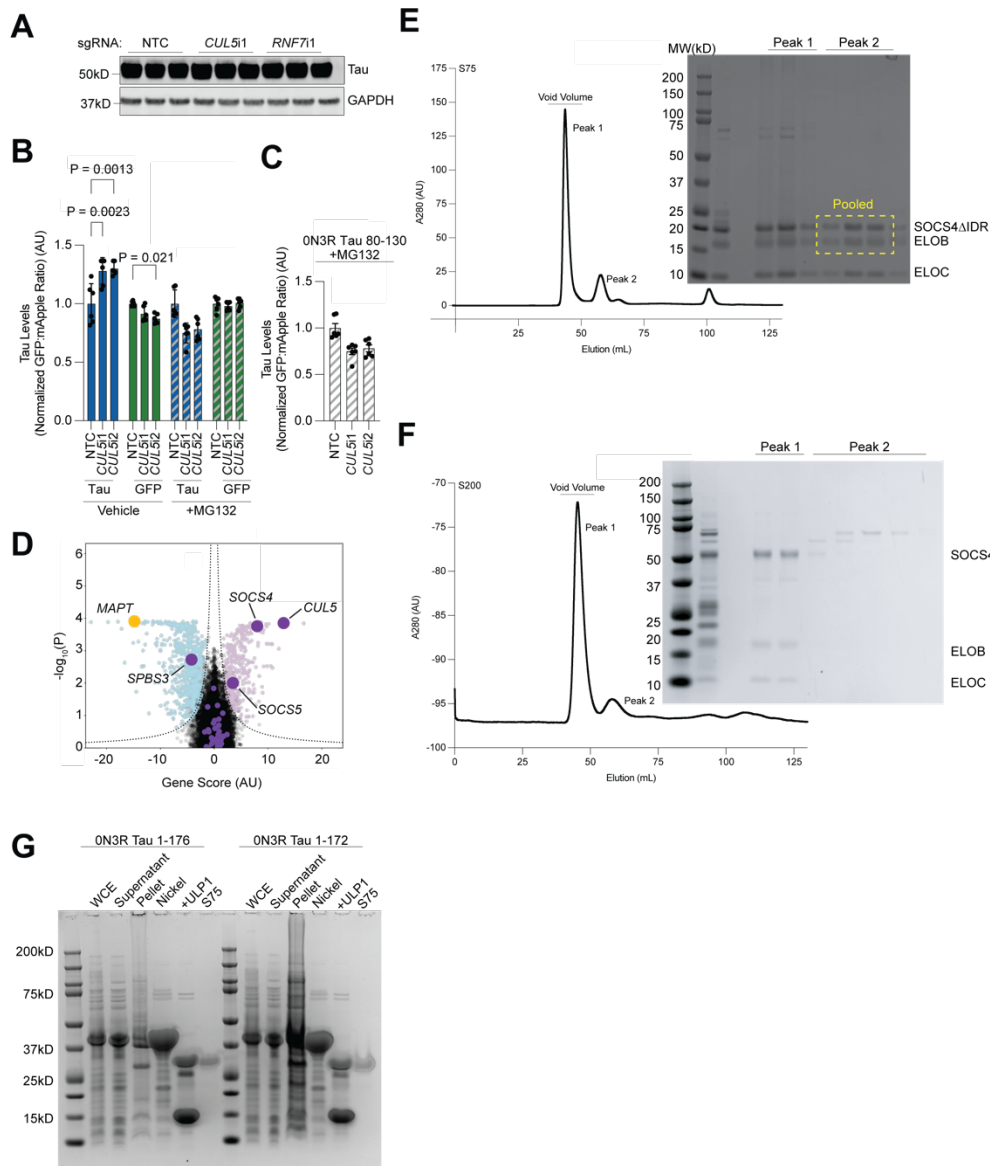 A
sgRNA: NTC CUL5i1 RNF7i1
50kD Tau
37kD GAPDH
B
P = 0.0013
P = 0.0023
P = 0.021
Tau Levels
(Normalized GFP:mApple Ratio) (AU)
1.5
1.0
0.5
0.0
NTC CUL5i1 CUL5i2 NTC CUL5i1 CUL5i2 NTC CUL5i1 CUL5i2 NTC CUL5i1 CUL5i2
Tau GFP Tau GFP
Vehicle +MG132
C
0N3R Tau 80-130
+MG132
Tau Levels
(Normalized GFP:mApple Ratio) (AU)
1.5
1.0
0.5
0.0
NTC CUL5i1 CUL5i2
D
-log10(P)
6
5
4
3
2
1
0
MAPT
SOCS4
CUL5
SPBS3
SOCS5
-20 -10 0 10 20
Gene Score (AU)
E
S75
A280 (AU)
175
150
125
100
75
50
25
0
Void Volume
Peak 1
Peak 2
0 25 50 75 100 125
Elution (mL)
MW(kD) Peak 1 Peak 2
200
150
100
75
50
37
25
20
15
10
Pooled
SOCS4ΔIDR
ELOB
ELOC
F
S200
A280 (AU)
-70
-75
-80
-85
-90
-95
-100
Void Volume
Peak 1
Peak 2
0 25 50 75 100 125
Elution (mL)
Peak 1 Peak 2
200
150
100
75
50
37
25
20
15
10
SOCS4
ELOB
ELOC
G
0N3R Tau 1-176 0N3R Tau 1-172
WCE Supernatant Pellet Nickel +ULP1 S75 WCE Supernatant Pellet Nickel +ULP1 S75
200kD
75kD
37kD
25kD
15kD